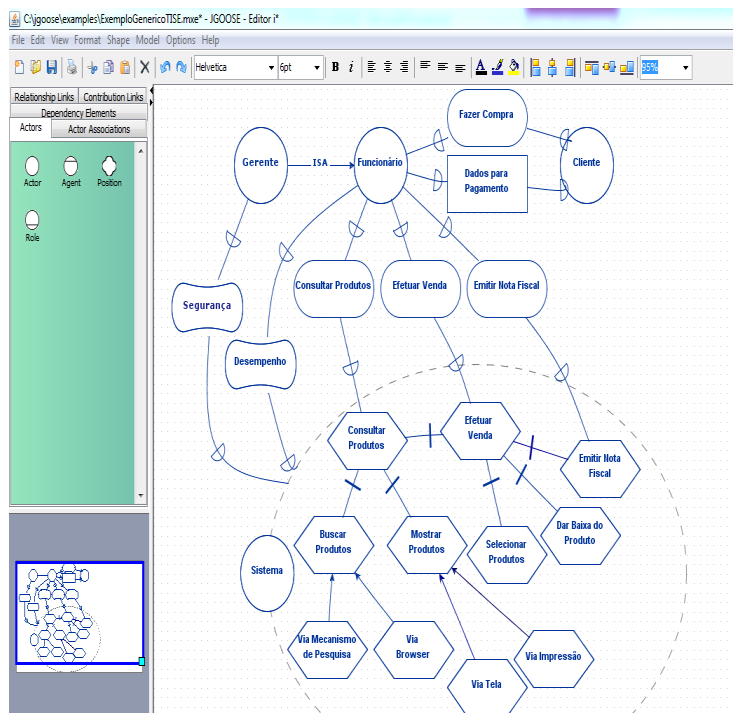 C:\jgoose\examples\ExemploGenericoTISE.mxe* - JGOOSE - Editor i*
File Edit View Format Shape Model Options Help
Helvetica 6pt B i A 95%
Relationship Links Contribution Links
Dependency Elements
Actors Actor Associations
Actor Agent Position
Role
Fazer Compra
Gerente ISA Funcionário Cliente
Dados para
Pagamento
Consultar Produtos Efetuar Venda Emitir Nota Fiscal
Segurança
Desempenho
Consultar
Produtos
Efetuar
Venda
Emitir Nota
Fiscal
Buscar
Produtos
Mostrar
Produtos
Selecionar
Produtos
Dar Baixa do
Produto
Sistema
Via Mecanismo
de Pesquisa
Via
Browser
Via Impressão
Via Tela